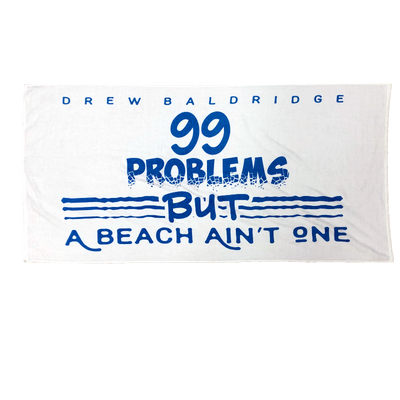 DREW BALDRIDGE
99
PROBLEMS
BUT
A BEACH AIN'T ONE